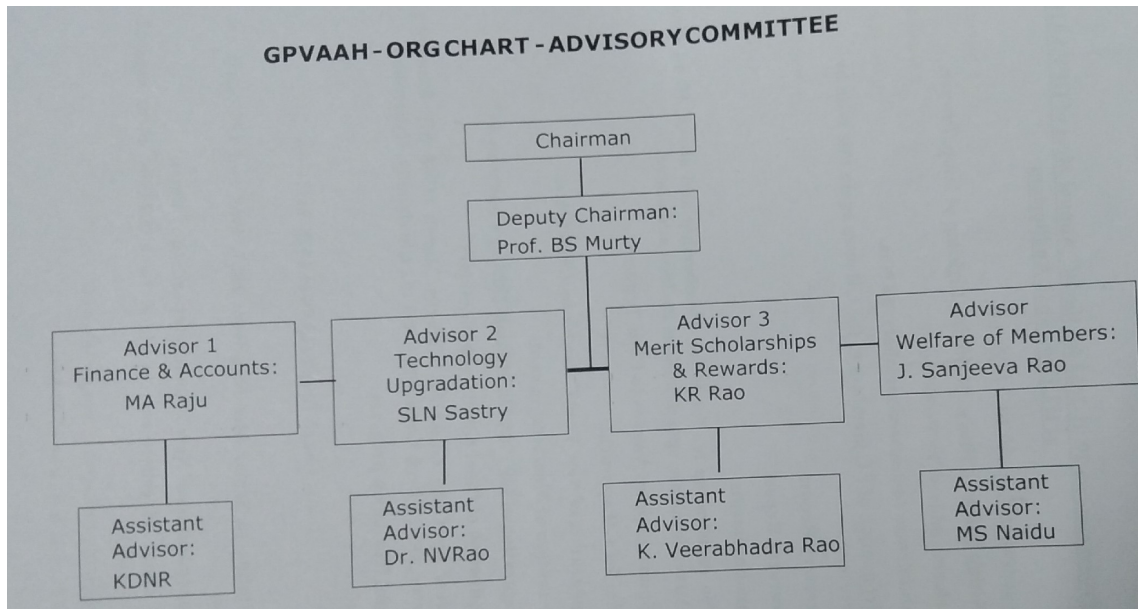 GPVAAH - ORG CHART - ADVISORY COMMITTEE
Chairman
Deputy Chairman:
Prof. BS Murty
Advisor 1
Finance & Accounts:
MA Raju
Advisor 2
Technology
Upgradation:
SLN Sastry
Advisor 3
Merit Scholarships
& Rewards:
KR Rao
Advisor
Welfare of Members:
J. Sanjeeva Rao
Assistant
Advisor:
KDNR
Assistant
Advisor:
Dr. NVRao
Assistant
Advisor:
K. Veerabhadra Rao
Assistant
Advisor:
MS Naidu